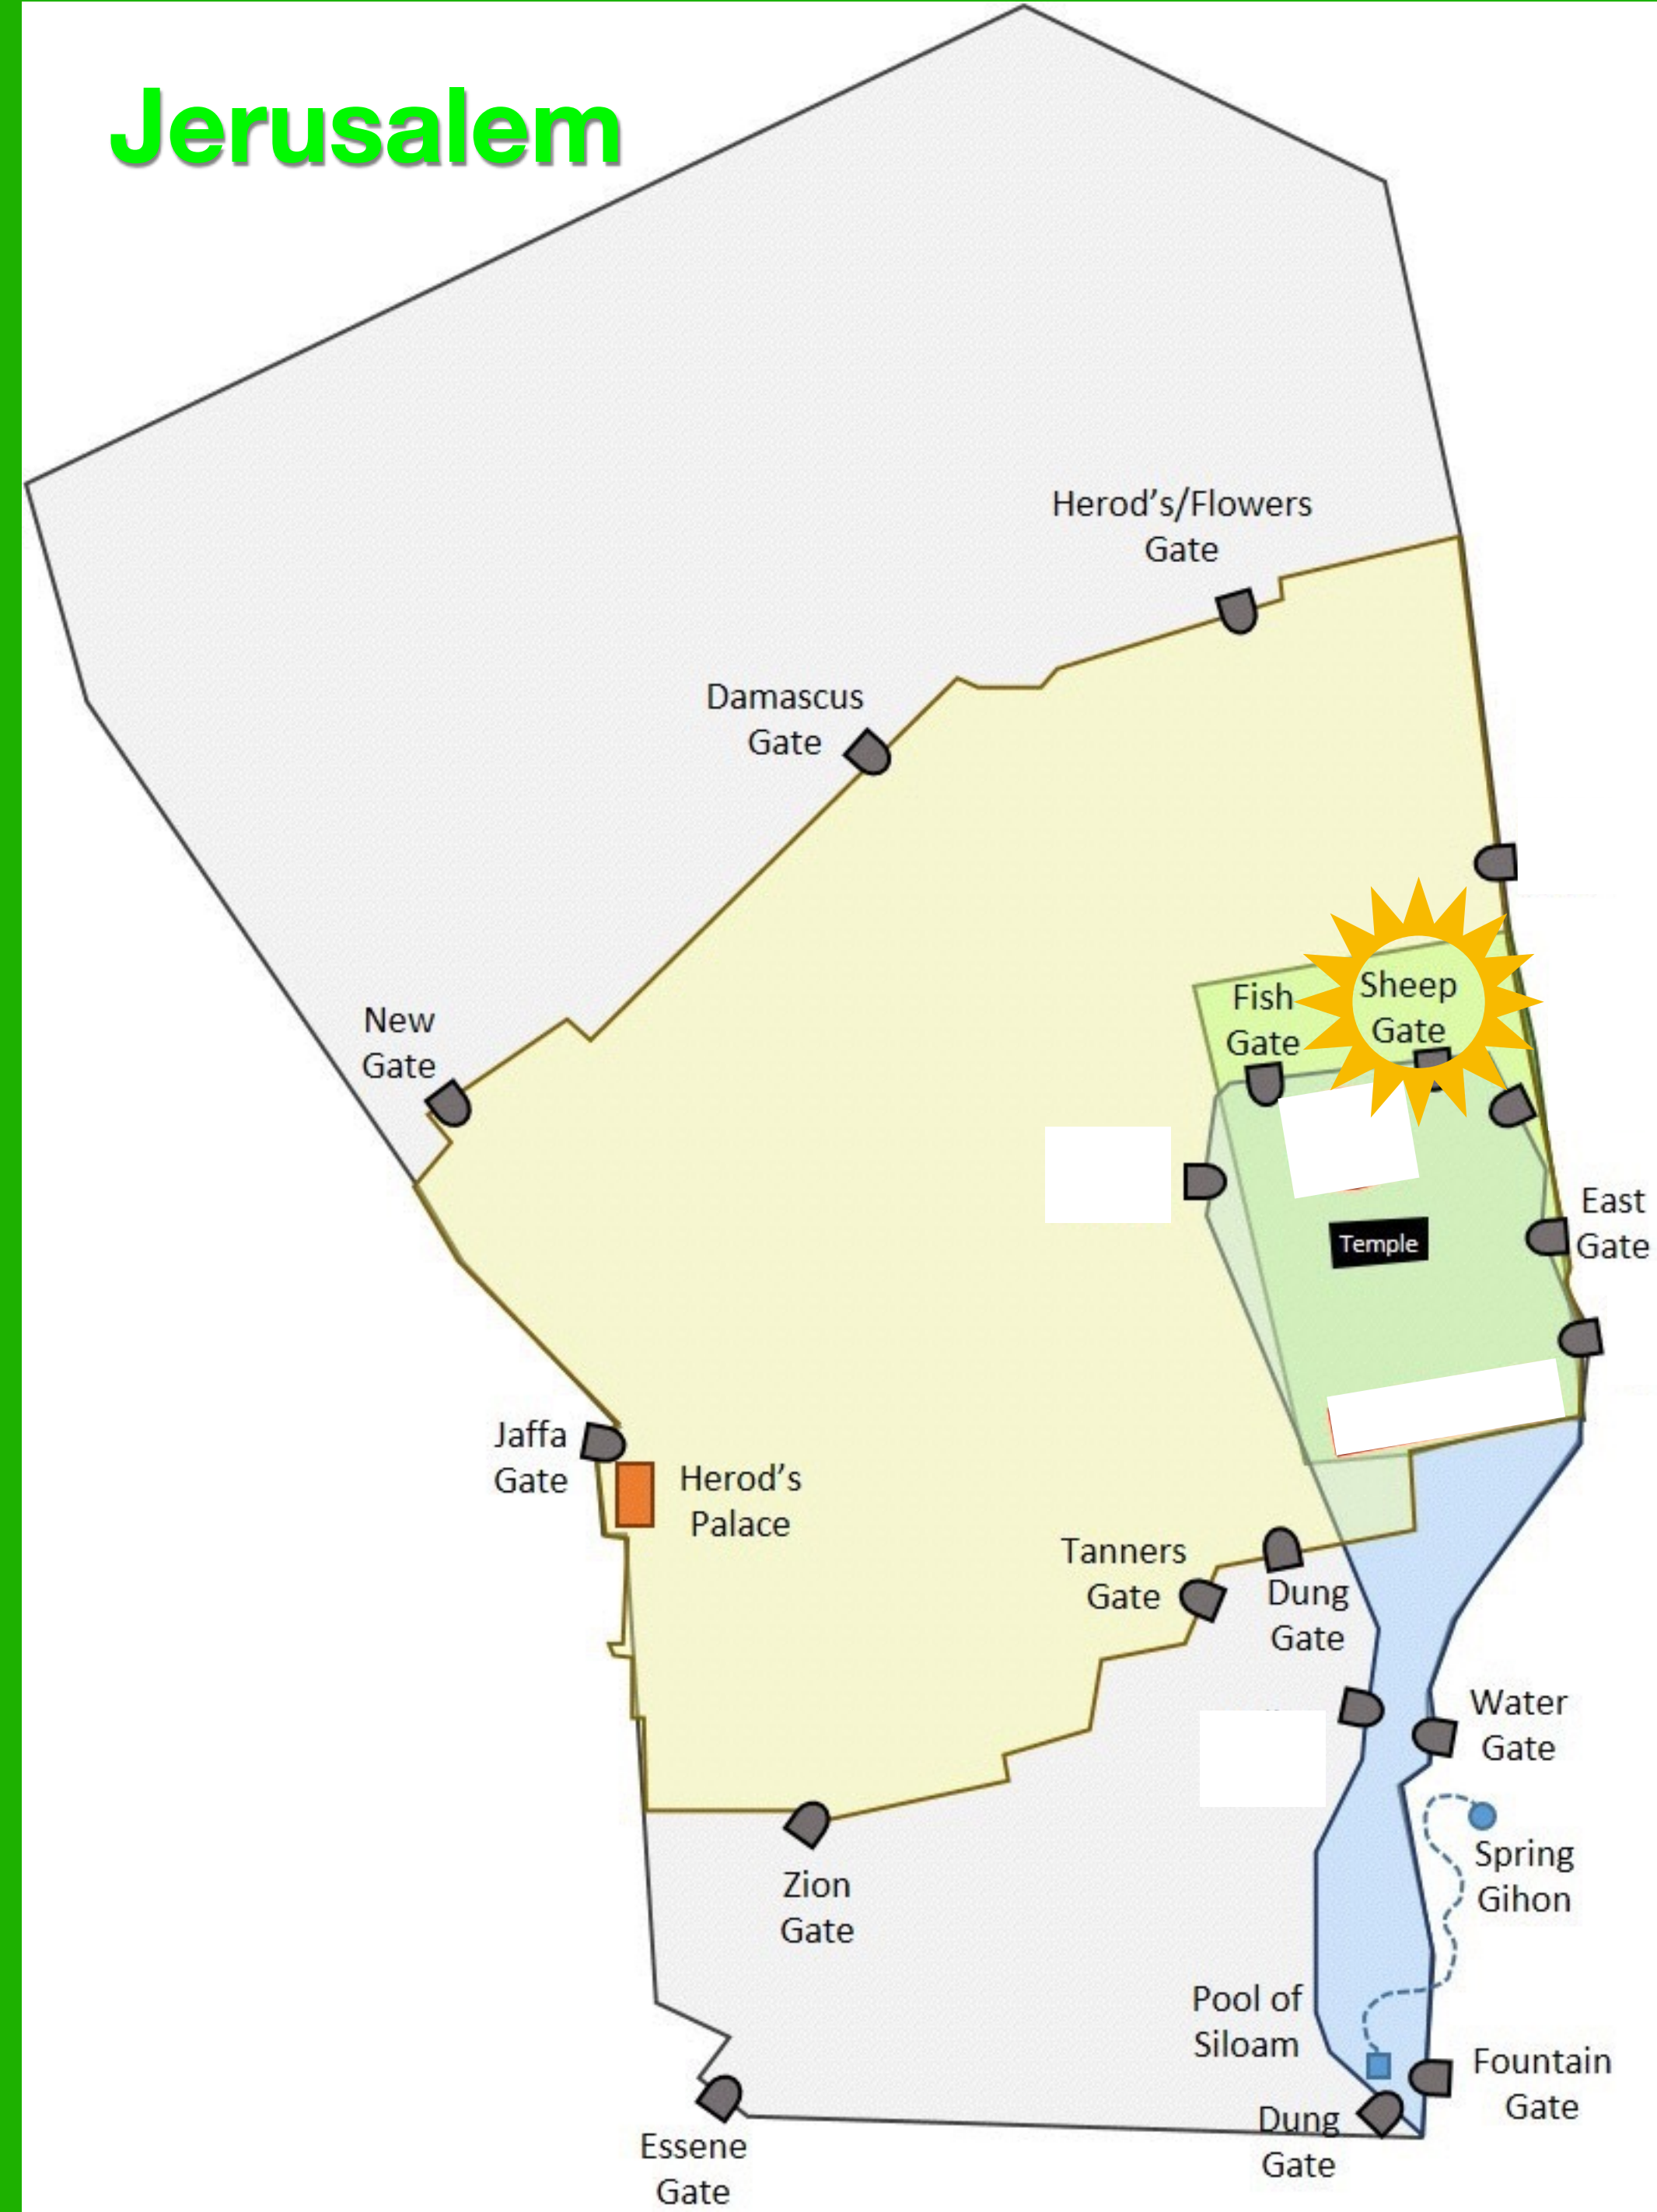 Jerusalem
Herod's/Flowers
Gate
Damascus
Gate
New
Gate
Fish
Gate
Sheep
Gate
Temple
East
Gate
Jaffa
Gate
Herod's
Palace
Tanners
Gate
Dung
Gate
Water
Gate
Zion
Gate
Spring
Gihon
Pool of
Siloam
Fountain
Gate
Dung
Gate
Essene
Gate